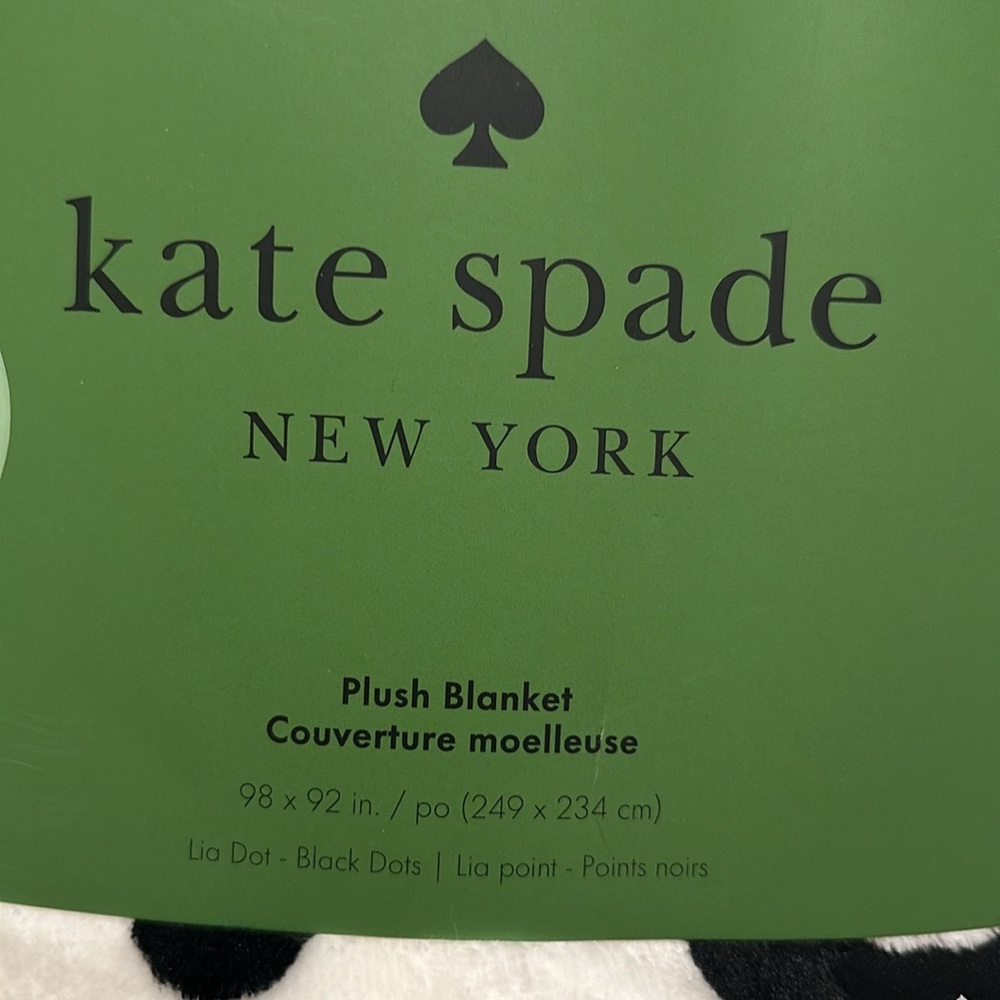 kate spade
NEW YORK
Plush Blanket
Couverture moelleuse
98 x 92 in. / po (249 x 234 cm)
Lia Dot - Black Dots | Lia point - Points noirs